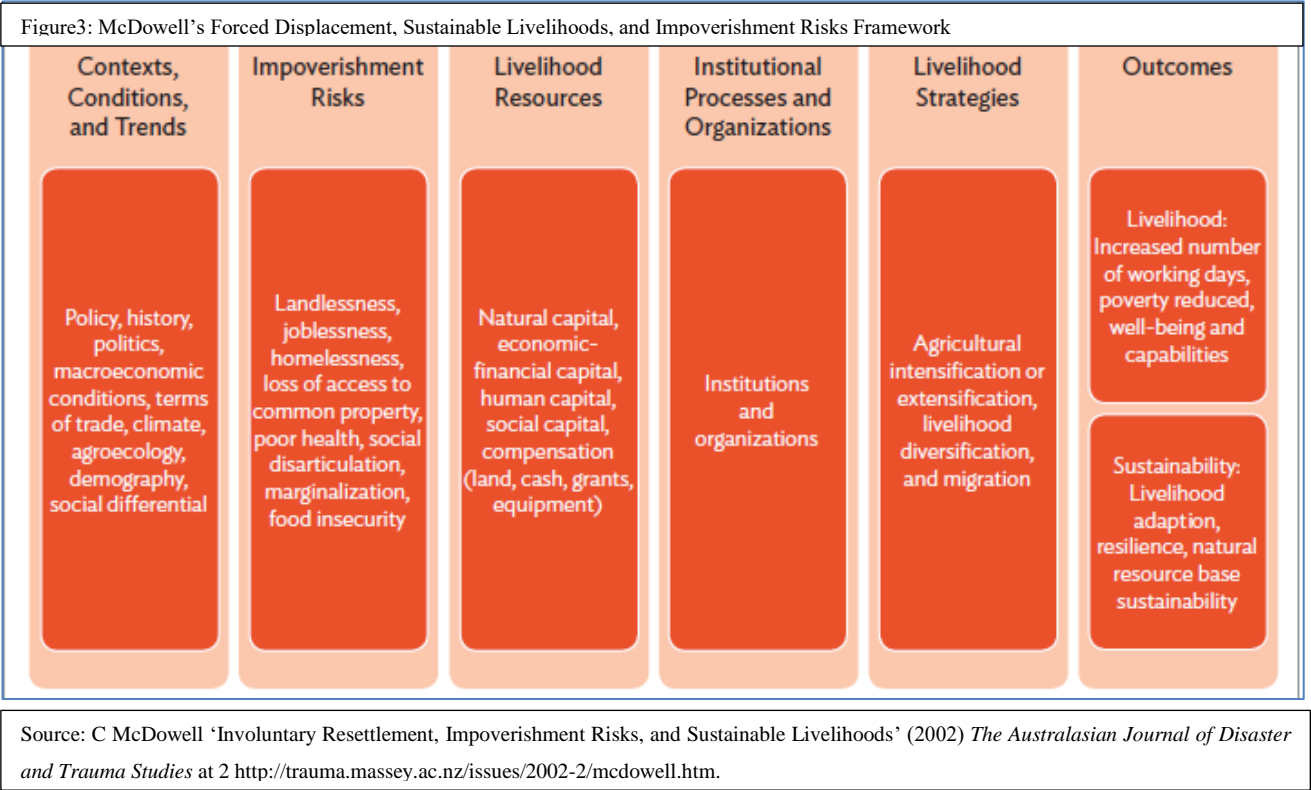 Figure3: McDowell's Forced Displacement, Sustainable Livelihoods, and Impoverishment Risks Framework
Contexts,
Conditions,
and Trends
Policy, history,
politics,
macroeconomic
conditions, terms
of trade, climate,
agroecology,
demography,
social differential
Impoverishment
Risks
Landlessness,
joblessness,
homelessness,
loss of access to
common property,
poor health, social
disarticulation,
marginalization,
food insecurity
Livelihood
Resources
Natural capital,
economic-
financial capital,
human capital,
social capital,
compensation
(land, cash, grants,
equipment)
Institutional
Processes and
Organizations
Institutions
and
organizations
Livelihood
Strategies
Agricultural
intensification or
extensification,
livelihood
diversification,
and migration
Outcomes
Livelihood:
Increased number
of working days,
poverty reduced,
well-being and
capabilities
Sustainability:
Livelihood
adaption,
resilience, natural
resource base
sustainability
Source: C McDowell 'Involuntary Resettlement, Impoverishment Risks, and Sustainable Livelihoods' (2002) The Australasian Journal of Disaster
and Trauma Studies at 2 http://trauma.massey.ac.nz/issues/2002-2/mcdowell.htm.